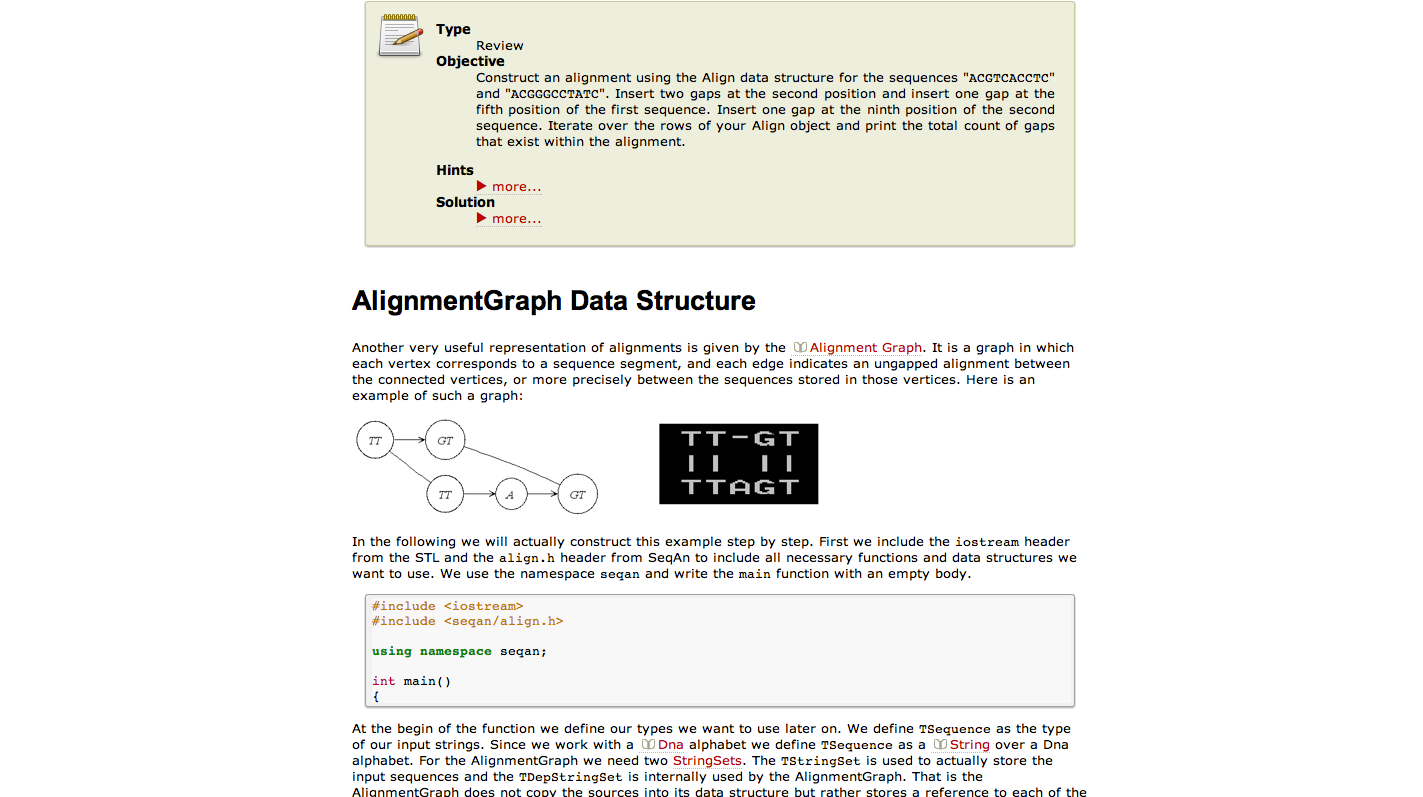 Type
Review
Objective
Construct an alignment using the Align data structure for the sequences "ACGTCACCTC"
and "ACGGGCCTATC". Insert two gaps at the second position and insert one gap at the
fifth position of the first sequence. Insert one gap at the ninth position of the second
sequence. Iterate over the rows of your Align object and print the total count of gaps
that exist within the alignment.
Hints
more...
Solution
more...
AlignmentGraph Data Structure
Another very useful representation of alignments is given by the Alignment Graph. It is a graph in which
each vertex corresponds to a sequence segment, and each edge indicates an ungapped alignment between
the connected vertices, or more precisely between the sequences stored in those vertices. Here is an
example of such a graph:
TT GT
TT A GT
TT-GT
|| ||
TTAGT
In the following we will actually construct this example step by step. First we include the iostream header
from the STL and the align.h header from SeqAn to include all necessary functions and data structures we
want to use. We use the namespace seqan and write the main function with an empty body.
#include <iostream>
#include <seqan/align.h>
using namespace seqan;
int main()
{
At the begin of the function we define our types we want to use later on. We define TSequence as the type
of our input strings. Since we work with a Dna alphabet we define TSequence as a String over a Dna
alphabet. For the AlignmentGraph we need two StringSets. The TStringSet is used to actually store the
input sequences and the TDepStringSet is internally used by the AlignmentGraph. That is the
AlignmentGraph does not copy the sources into its data structure but rather stores a reference to each of the